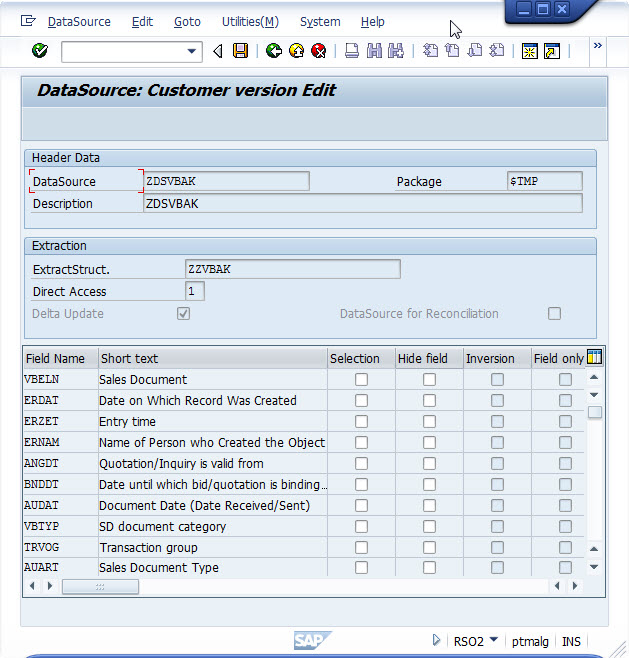 DataSource Edit Goto Utilities(M) System Help
»
DataSource: Customer version Edit
Header Data
DataSource ZDSVBAK Package $TMP
Description ZDSVBAK
Extraction
ExtractStruct. ZZVBAK
Direct Access 1
Delta Update DataSource for Reconciliation
Field Name Short text Selection Hide field Inversion Field only
VBELN Sales Document
ERDAT Date on Which Record Was Created
ERZET Entry time
ERNAM Name of Person who Created the Object
ANGDT Quotation/Inquiry is valid from
BNDDT Date until which bid/quotation is binding...
AUDAT Document Date (Date Received/Sent)
VBTYP SD document category
TRVOG Transaction group
AUART Sales Document Type
SAP RSO2 ptmalg INS